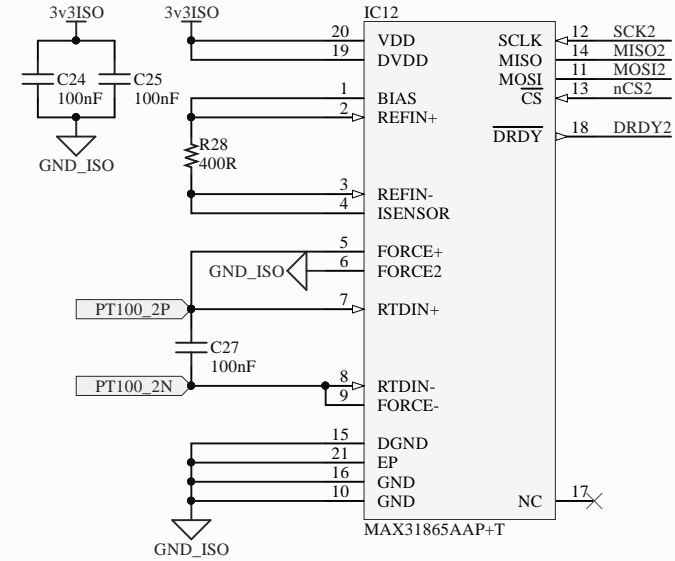 3v3ISO
3v3ISO
IC12
C24
100nF
C25
100nF
GND_ISO
20
VDD
19
DVDD
1
BIAS
2
REFIN+
R28
400R
3
REFIN-
4
ISENSOR
5
FORCE+
GND_ISO
6
FORCE2
PT100_2P
7
RTDIN+
C27
100nF
PT100_2N
8
RTDIN-
9
FORCE-
15
DGND
21
EP
16
GND
10
GND
GND_ISO
SCLK
12
SCK2
MISO
14
MISO2
MOSI
11
MOSI2
CS
13
nCS2
DRDY
18
DRDY2
NC
17
MAX31865AAP+T